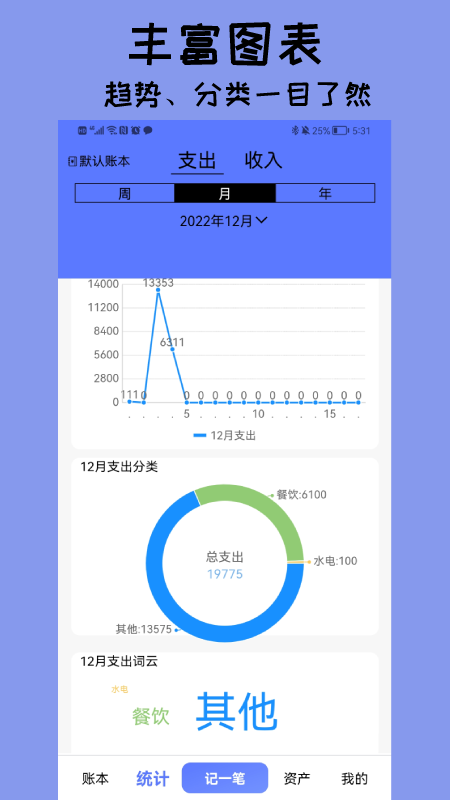 丰富图表
趋势、分类一目了然
25% 5:31
默认账本 支出 收入
周 月 年
2022年12月
14000
11200
8400
5600
2800
0
111 0 13353 6311 0 0 0 0 0 0 0 0 0 0 0 0 0
. . . . 5 . . . . 10 . . . . 15 . .
12月支出
12月支出分类
餐饮:6100
总支出
19775
水电:100
其他:13575
12月支出词云
水电
餐饮 其他
账本 统计 记一笔 资产 我的